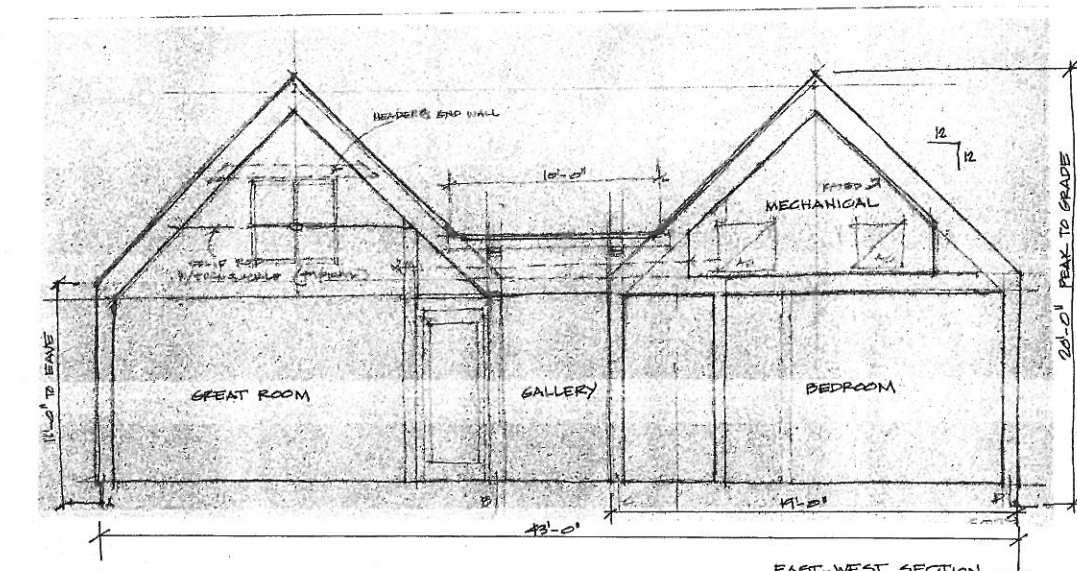 HEADER @ END WALL
12
12
10'-0"
MECHANICAL
20'-0" PEAK TO GRADE
11'-0" TO EAVE
GREAT ROOM
GALLERY
BEDROOM
B
19'-0"
43'-0"
EAST-WEST SECTION